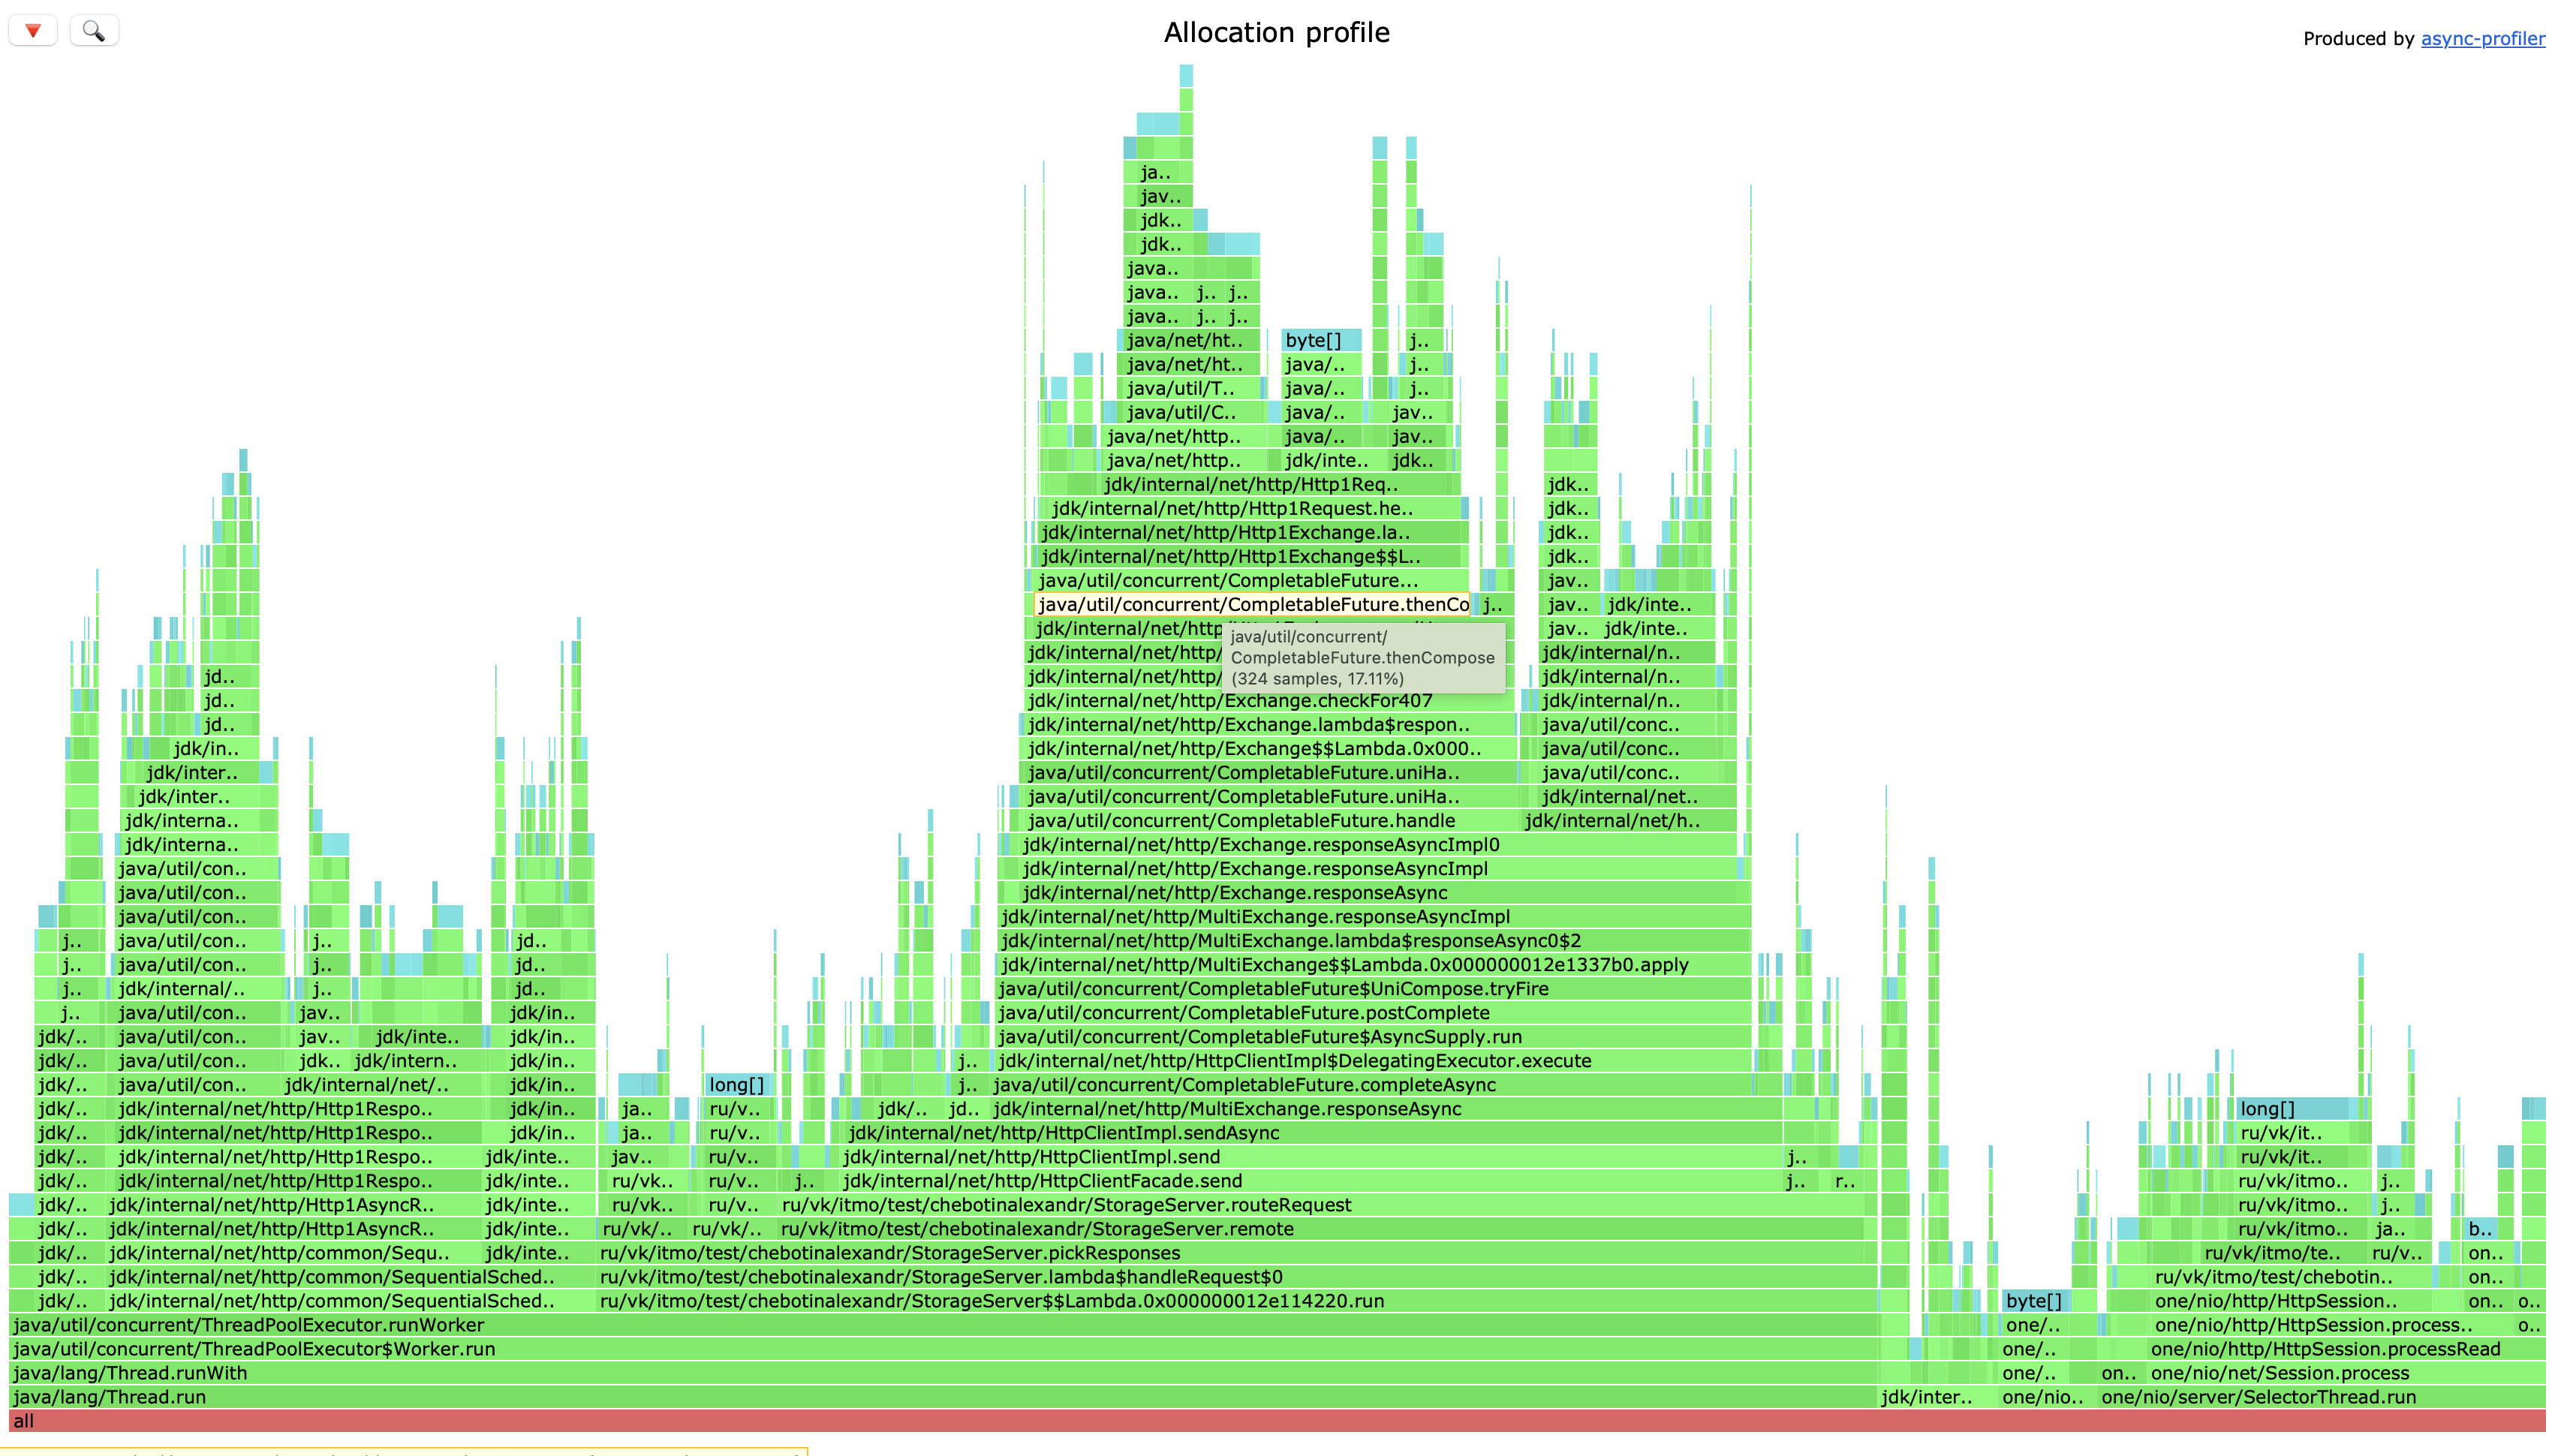 Allocation profile
Produced by async-profiler
ja..
jav..
jdk..
jdk..
java..
java.. j.. j..
java.. j.. j..
java/net/ht.. byte[] j..
java/net/ht.. java/.. j..
java/util/T.. java/.. j..
java/util/C.. java/.. jav..
java/net/http.. java/.. jav..
java/net/http.. jdk/inte.. jdk..
jdk/internal/net/http/Http1Req.. jdk..
jdk/internal/net/http/Http1Request.he.. jdk..
jdk/internal/net/http/Http1Exchange.la.. jdk..
jdk/internal/net/http/Http1Exchange$$L.. jdk..
java/util/concurrent/CompletableFuture... jav..
java/util/concurrent/CompletableFuture.thenCo j.. jav.. jdk/inte..
jdk/internal/net/http jav.. jdk/inte..
java/util/concurrent/
CompletableFuture.thenCompose
(324 samples, 17.11%)
jdk/internal/net/http/ jdk/internal/n..
jd.. jdk/internal/net/http/ jdk/internal/n..
jd.. jdk/internal/net/http/Exchange.checkFor407 jdk/internal/n..
jd.. jdk/internal/net/http/Exchange.lambda$respon.. java/util/conc..
jdk/in.. jdk/internal/net/http/Exchange$$Lambda.0x000... java/util/conc..
jdk/inter.. java/util/concurrent/CompletableFuture.uniHa.. java/util/conc..
jdk/inter.. java/util/concurrent/CompletableFuture.uniHa.. jdk/internal/net..
jdk/interna.. java/util/concurrent/CompletableFuture.handle jdk/internal/net/h..
jdk/interna.. jdk/internal/net/http/Exchange.responseAsyncImpl0
java/util/con.. jdk/internal/net/http/Exchange.responseAsyncImpl
java/util/con.. jdk/internal/net/http/Exchange.responseAsync
java/util/con.. jdk/internal/net/http/MultiExchange.responseAsyncImpl
j.. java/util/con.. j.. jd.. jdk/internal/net/http/MultiExchange.lambda$responseAsync0$2
j.. java/util/con.. j.. jd.. jdk/internal/net/http/MultiExchange$$Lambda.0x000000012e1337b0.apply
j.. jdk/internal/.. j.. jd.. java/util/concurrent/CompletableFuture$UniCompose.tryFire
j.. java/util/con.. jav.. jdk/in.. java/util/concurrent/CompletableFuture.postComplete
jdk/.. java/util/con.. jav.. jdk/inte.. jdk/in.. java/util/concurrent/CompletableFuture$AsyncSupply.run
jdk/.. java/util/con.. jdk.. jdk/intern.. jdk/in.. j.. jdk/internal/net/http/HttpClientImpl$DelegatingExecutor.execute
jdk/.. java/util/con.. jdk/internal/net/.. jdk/in.. long[] j.. java/util/concurrent/CompletableFuture.completeAsync
jdk/.. jdk/internal/net/http/Http1Respo.. jdk/in.. ja.. ru/v.. jdk/.. jd.. jdk/internal/net/http/MultiExchange.responseAsync long[]
jdk/.. jdk/internal/net/http/Http1Respo.. jdk/in.. ja.. ru/v.. jdk/internal/net/http/HttpClientImpl.sendAsync ru/vk/it..
jdk/.. jdk/internal/net/http/Http1Respo.. jdk/inte.. jav.. ru/v.. jdk/internal/net/http/HttpClientImpl.send j.. ru/vk/it..
jdk/.. jdk/internal/net/http/Http1Respo.. jdk/inte.. ru/vk.. ru/v.. j.. jdk/internal/net/http/HttpClientFacade.send j.. r.. ru/vk/itmo.. j..
jdk/.. jdk/internal/net/http/Http1AsyncR.. jdk/inte.. ru/vk.. ru/v.. ru/vk/itmo/test/chebotinalexandr/StorageServer.routeRequest ru/vk/itmo.. j..
jdk/.. jdk/internal/net/http/Http1AsyncR.. jdk/inte.. ru/vk/.. ru/vk/.. ru/vk/itmo/test/chebotinalexandr/StorageServer.remote ru/vk/itmo.. ja.. b..
jdk/.. jdk/internal/net/http/common/Sequ.. jdk/inte.. ru/vk/itmo/test/chebotinalexandr/StorageServer.pickResponses ru/vk/itmo/te.. ru/v.. on..
jdk/.. jdk/internal/net/http/common/SequentialSched.. ru/vk/itmo/test/chebotinalexandr/StorageServer.lambda$handleRequest$0 ru/vk/itmo/test/chebotin.. on..
jdk/.. jdk/internal/net/http/common/SequentialSched.. ru/vk/itmo/test/chebotinalexandr/StorageServer$$Lambda.0x000000012e114220.run byte[] one/nio/http/HttpSession.. on.. o..
java/util/concurrent/ThreadPoolExecutor.runWorker one/.. one/nio/http/HttpSession.process.. o..
java/util/concurrent/ThreadPoolExecutor$Worker.run one/.. one/nio/http/HttpSession.processRead
java/lang/Thread.runWith one/.. on.. one/nio/net/Session.process
java/lang/Thread.run jdk/inter.. one/nio.. one/nio/server/SelectorThread.run
all